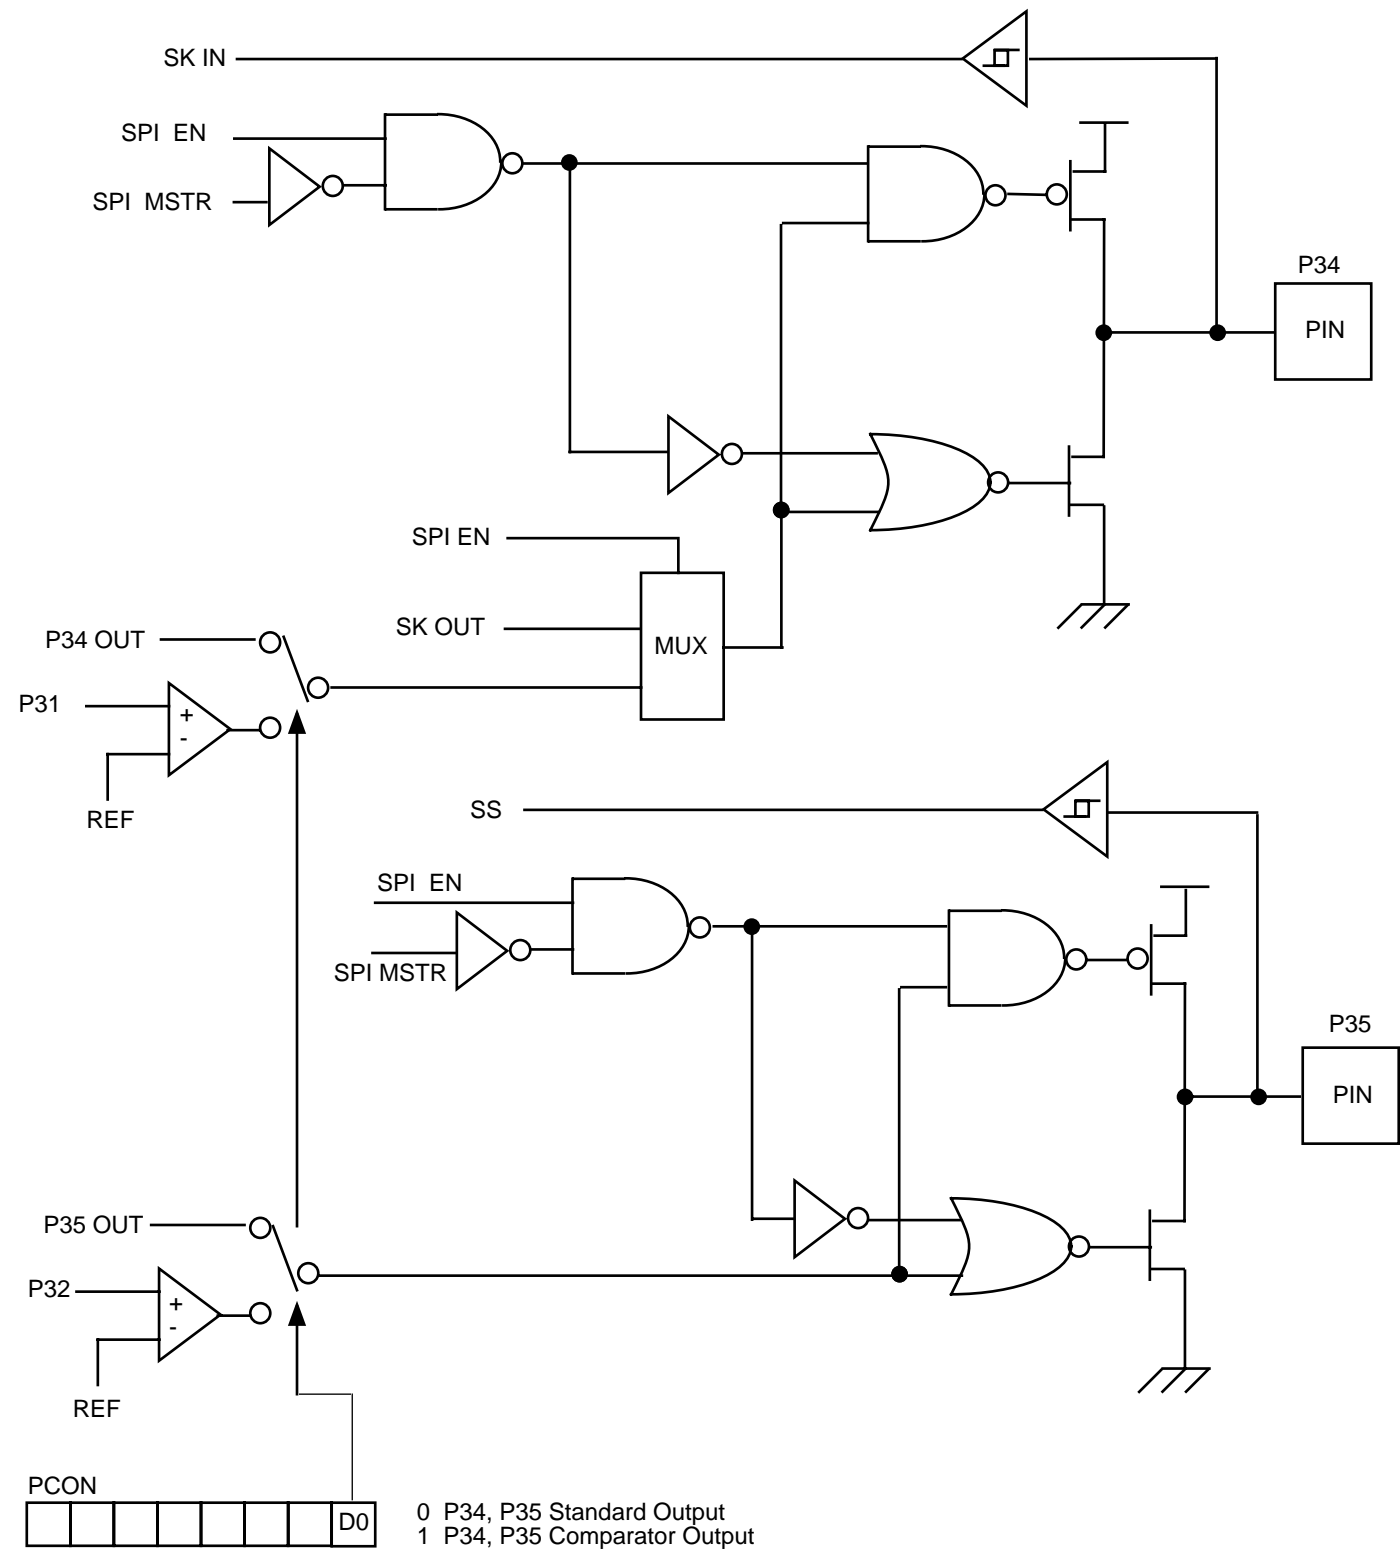 SK IN
SPI EN
SPI MSTR
P34
PIN
SPI EN
SK OUT
MUX
P34 OUT
P31
+
-
REF
SS
SPI EN
SPI MSTR
P35
PIN
P35 OUT
P32
+
-
REF
PCON
D0
0 P34, P35 Standard Output
1 P34, P35 Comparator Output